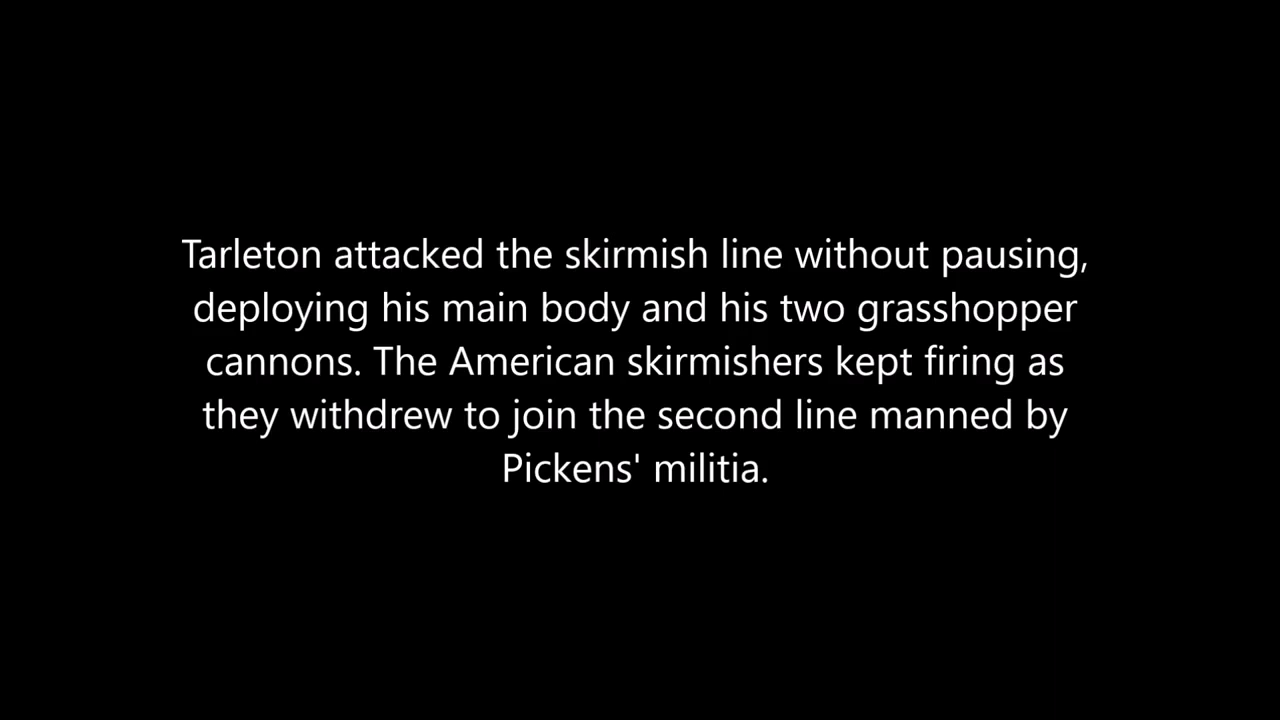 Tarleton attacked the skirmish line without pausing,
deploying his main body and his two grasshopper
cannons. The American skirmishers kept firing as
they withdrew to join the second line manned by
Pickens' militia.